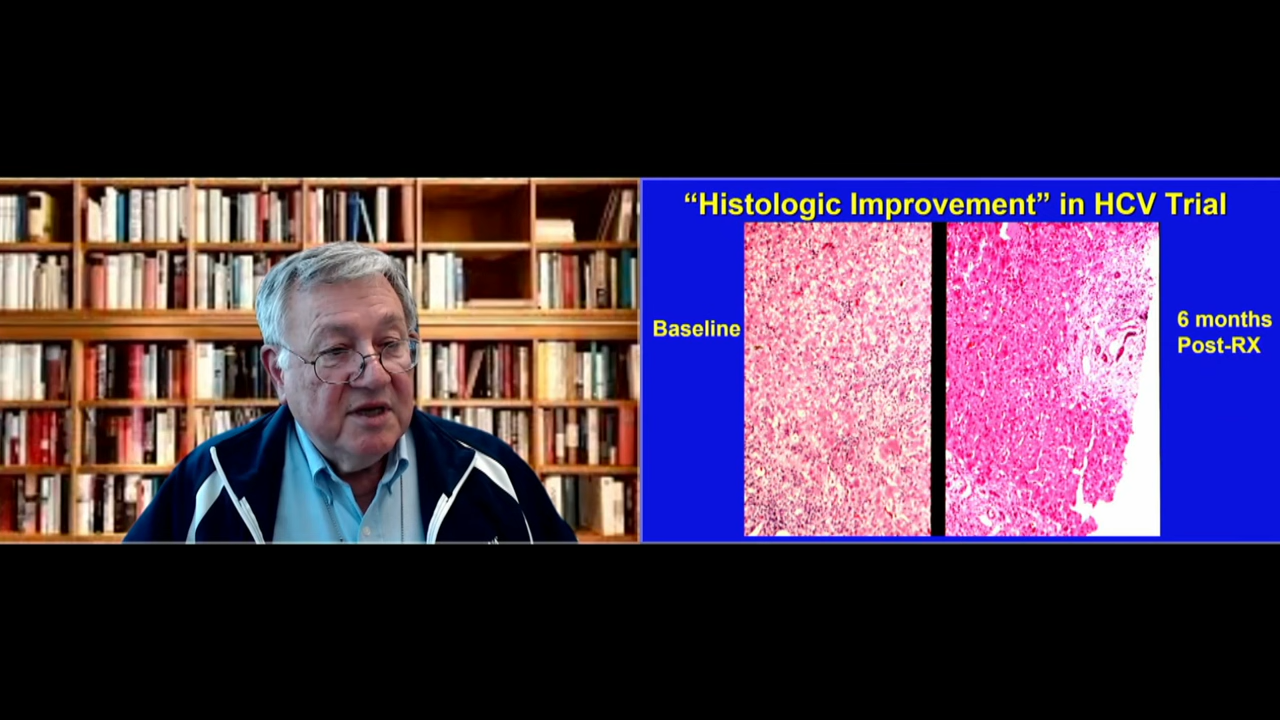 “Histologic Improvement” in HCV Trial
Baseline
6 months
Post-RX